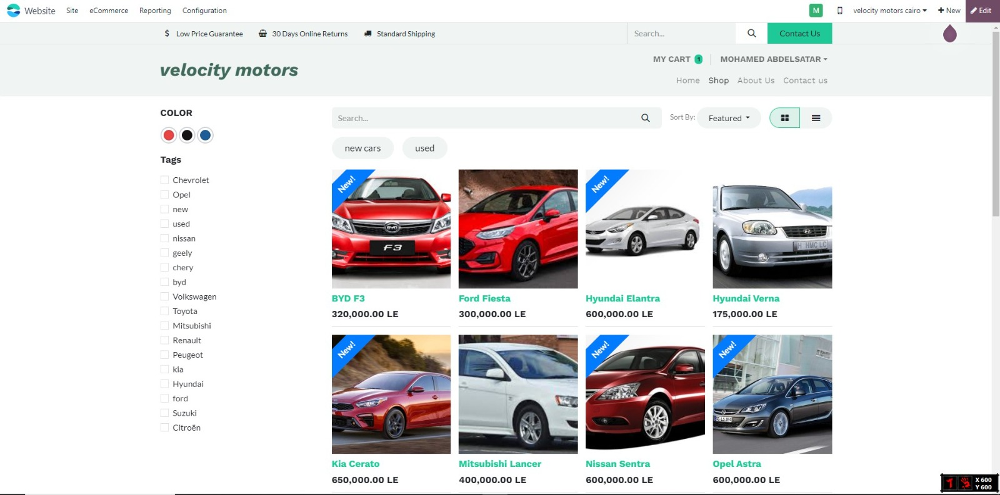 Website Site eCommerce Reporting Configuration M velocity motors cairo + New Edit
$ Low Price Guarantee 30 Days Online Returns Standard Shipping Search... Contact Us
velocity motors
MY CART 1 MOHAMED ABDELSATAR
Home Shop About Us Contact us
COLOR
Tags
Chevrolet
Opel
new
used
nissan
geely
chery
byd
Volkswagen
Toyota
Mitsubishi
Renault
Peugeot
kia
Hyundai
ford
Suzuki
Citroën
Search... Sort By: Featured
new cars used
New! New!
BYD
F3
H HMC LC
BYD F3 Ford Fiesta Hyundai Elantra Hyundai Verna
320,000.00 LE 300,000.00 LE 600,000.00 LE 175,000.00 LE
New! New! New!
Kia Cerato Mitsubishi Lancer Nissan Sentra Opel Astra
650,000.00 LE 400,000.00 LE 600,000.00 LE 600,000.00 LE
1 X 600
Y 600